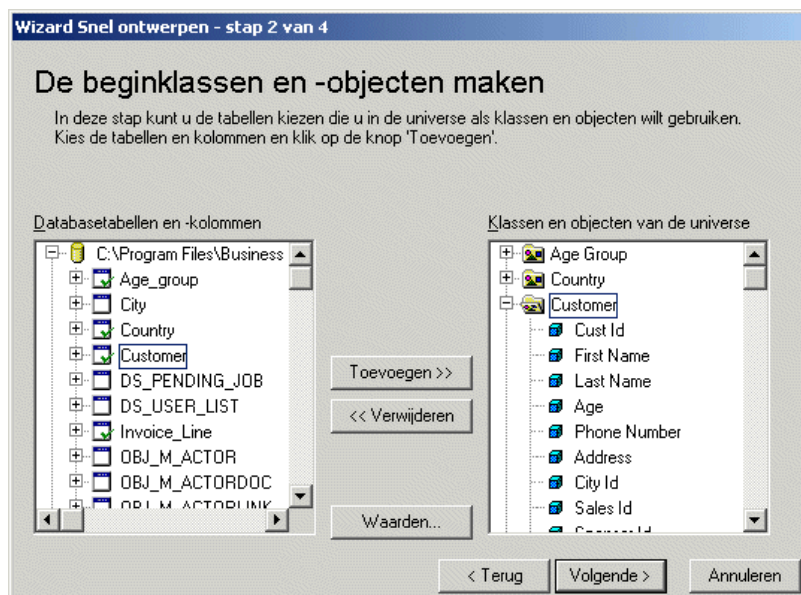 Wizard Snel ontwerpen - stap 2 van 4
De beginklassen en -objecten maken
In deze stap kunt u de tabellen kiezen die u in de universe als klassen en objecten wilt gebruiken.
Kies de tabellen en kolommen en klik op de knop 'Toevoegen'.
Databasetabellen en -kolommen
C:\Program Files\Business
Age_group
City
Country
Customer
DS_PENDING_JOB
DS_USER_LIST
Invoice_Line
OBJ_M_ACTOR
OBJ_M_ACTORDOC
OBJ_M_ACTORLINK
Toevoegen >>
<< Verwijderen
Waarden...
Klassen en objecten van de universe
Age Group
Country
Customer
Cust Id
First Name
Last Name
Age
Phone Number
Address
City Id
Sales Id
Sponsor Id
< Terug
Volgende >
Annuleren